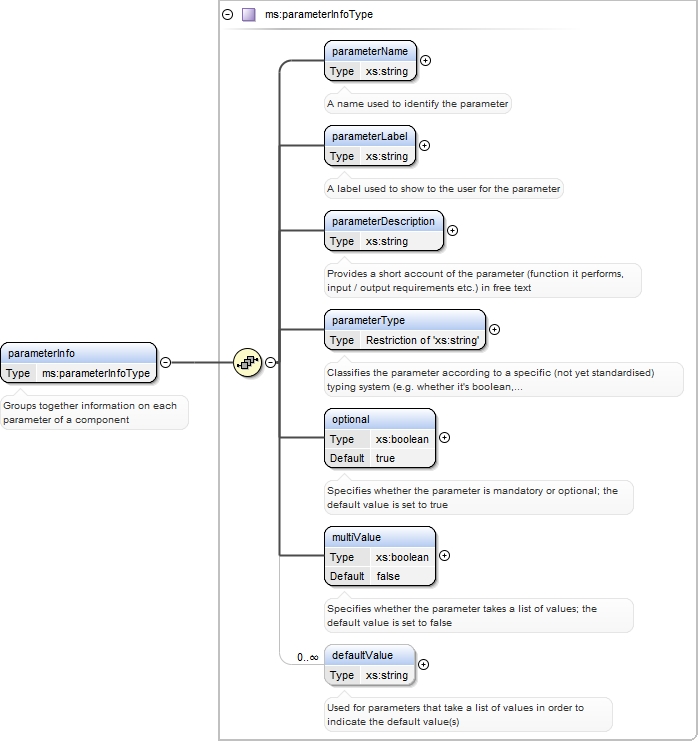 ms:parameterInfoType
parameterName
Type xs:string
A name used to identify the parameter
parameterLabel
Type xs:string
A label used to show to the user for the parameter
parameterDescription
Type xs:string
Provides a short account of the parameter (function it performs,
input / output requirements etc.) in free text
parameterType
Type Restriction of 'xs:string'
Classifies the parameter according to a specific (not yet standardised)
typing system (e.g. whether it's boolean,...
parameterInfo
Type ms:parameterInfoType
Groups together information on each
parameter of a component
optional
Type xs:boolean
Default true
Specifies whether the parameter is mandatory or optional; the
default value is set to true
multiValue
Type xs:boolean
Default false
Specifies whether the parameter takes a list of values; the
default value is set to false
0..∞
defaultValue
Type xs:string
Used for parameters that take a list of values in order to
indicate the default value(s)